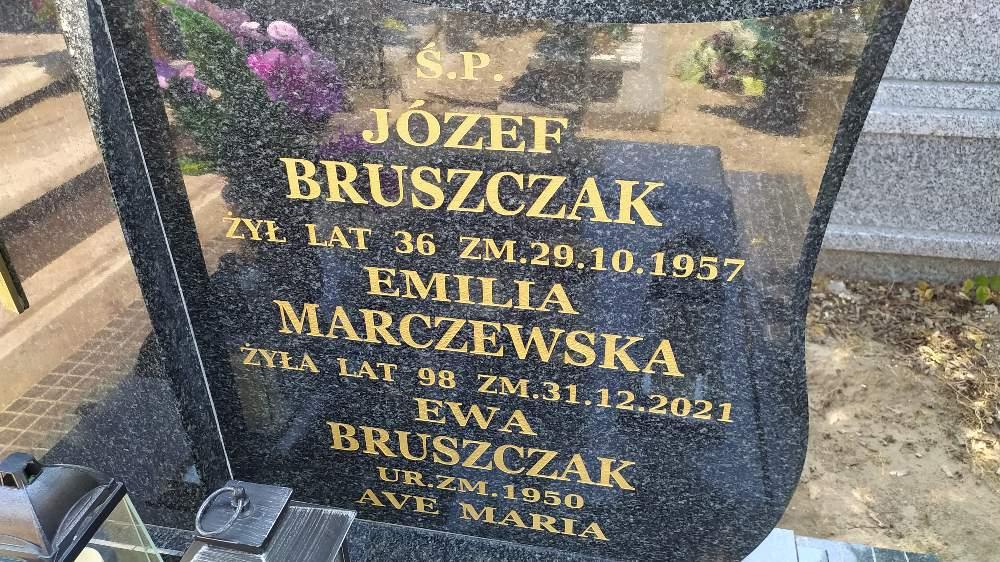 Ś.P.
JÓZEF
BRUSZCZAK
ŻYŁ LAT 36 ZM.29.10.1957
EMILIA
MARCZEWSKA
ŻYŁA LAT 98 ZM.31.12.2021
EWA
BRUSZCZAK
UR.ZM.1950
AVE MARIA